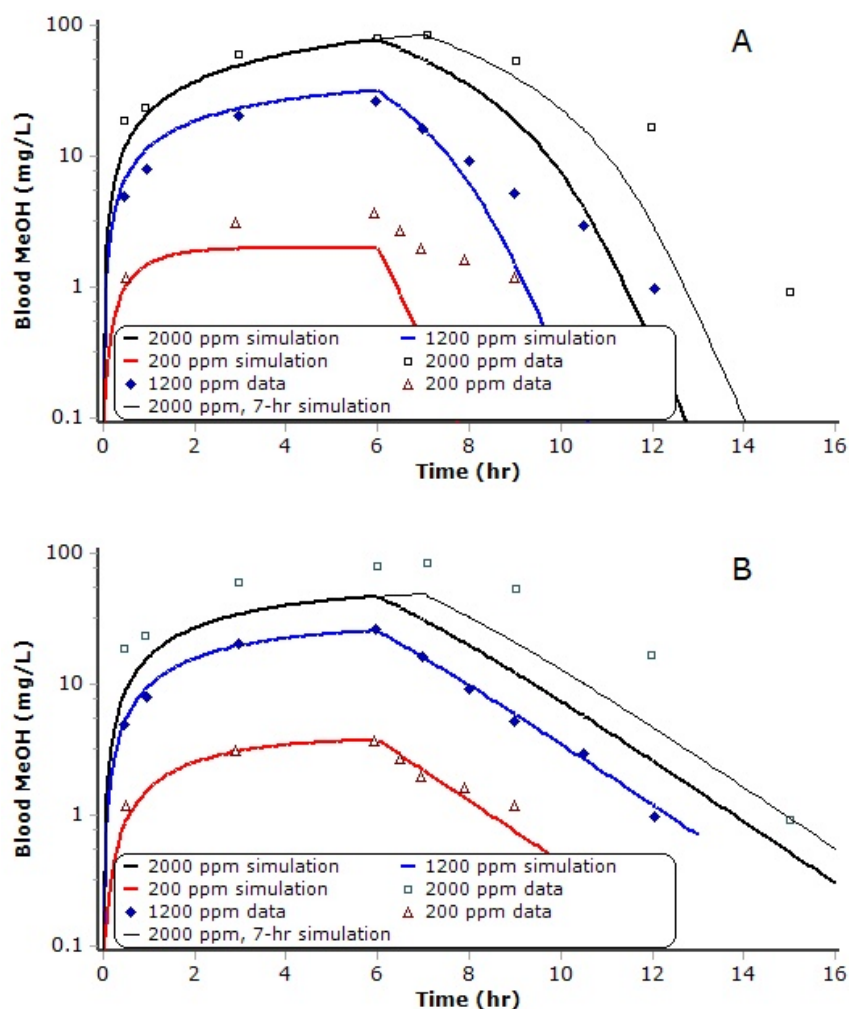 A
100
10
1
0.1
Blood MeOH (mg/L)
2000 ppm simulation
1200 ppm simulation
200 ppm simulation
2000 ppm data
1200 ppm data
200 ppm data
2000 ppm, 7-hr simulation
0 2 4 6 8 10 12 14 16
Time (hr)
B
100
10
1
0.1
Blood MeOH (mg/L)
2000 ppm simulation
1200 ppm simulation
200 ppm simulation
2000 ppm data
1200 ppm data
200 ppm data
2000 ppm, 7-hr simulation
0 2 4 6 8 10 12 14 16
Time (hr)